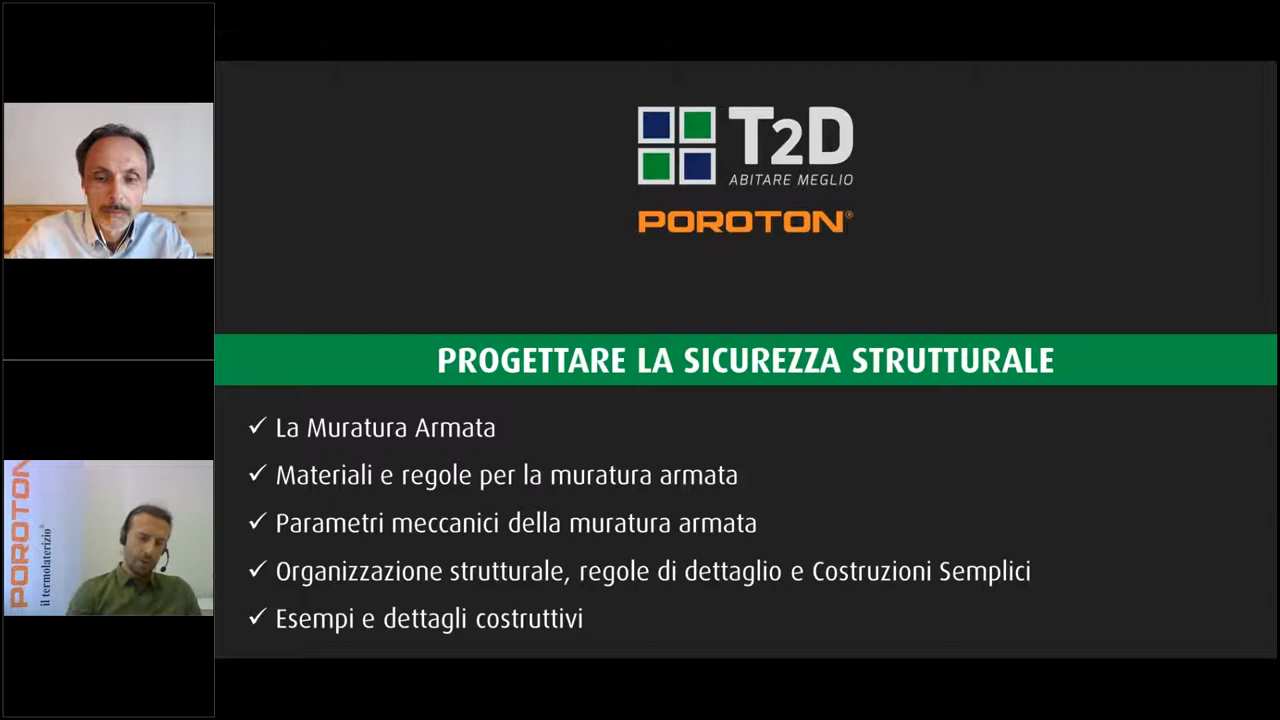 T2D
ABITARE MEGLIO
POROTON®
PROGETTARE LA SICUREZZA STRUTTURALE
✓ La Muratura Armata
✓ Materiali e regole per la muratura armata
✓ Parametri meccanici della muratura armata
✓ Organizzazione strutturale, regole di dettaglio e Costruzioni Semplici
✓ Esempi e dettagli costruttivi
POROTON
il termolaterizio®